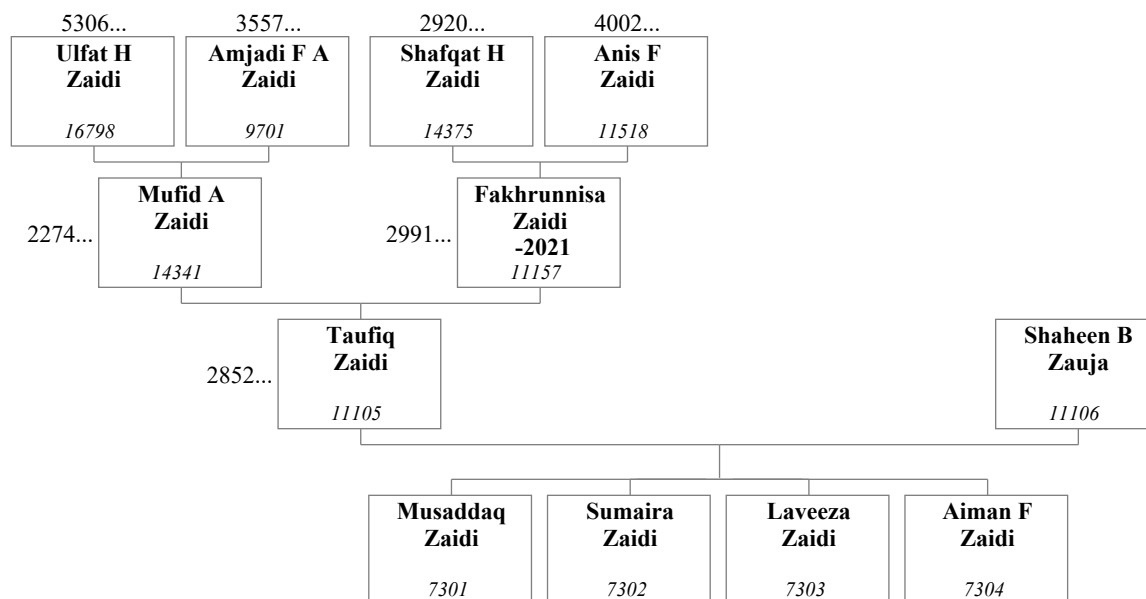 5306... 3557... 2920... 4002...
Ulfat H
Zaidi
16798
Amjadi F A
Zaidi
9701
Shafqat H
Zaidi
14375
Anis F
Zaidi
11518
2274...
Mufid A
Zaidi
14341
2991...
Fakhrunnisa
Zaidi
-2021
11157
2852...
Taufiq
Zaidi
11105
Shaheen B
Zauja
11106
Musaddaq
Zaidi
7301
Sumaira
Zaidi
7302
Laveeza
Zaidi
7303
Aiman F
Zaidi
7304